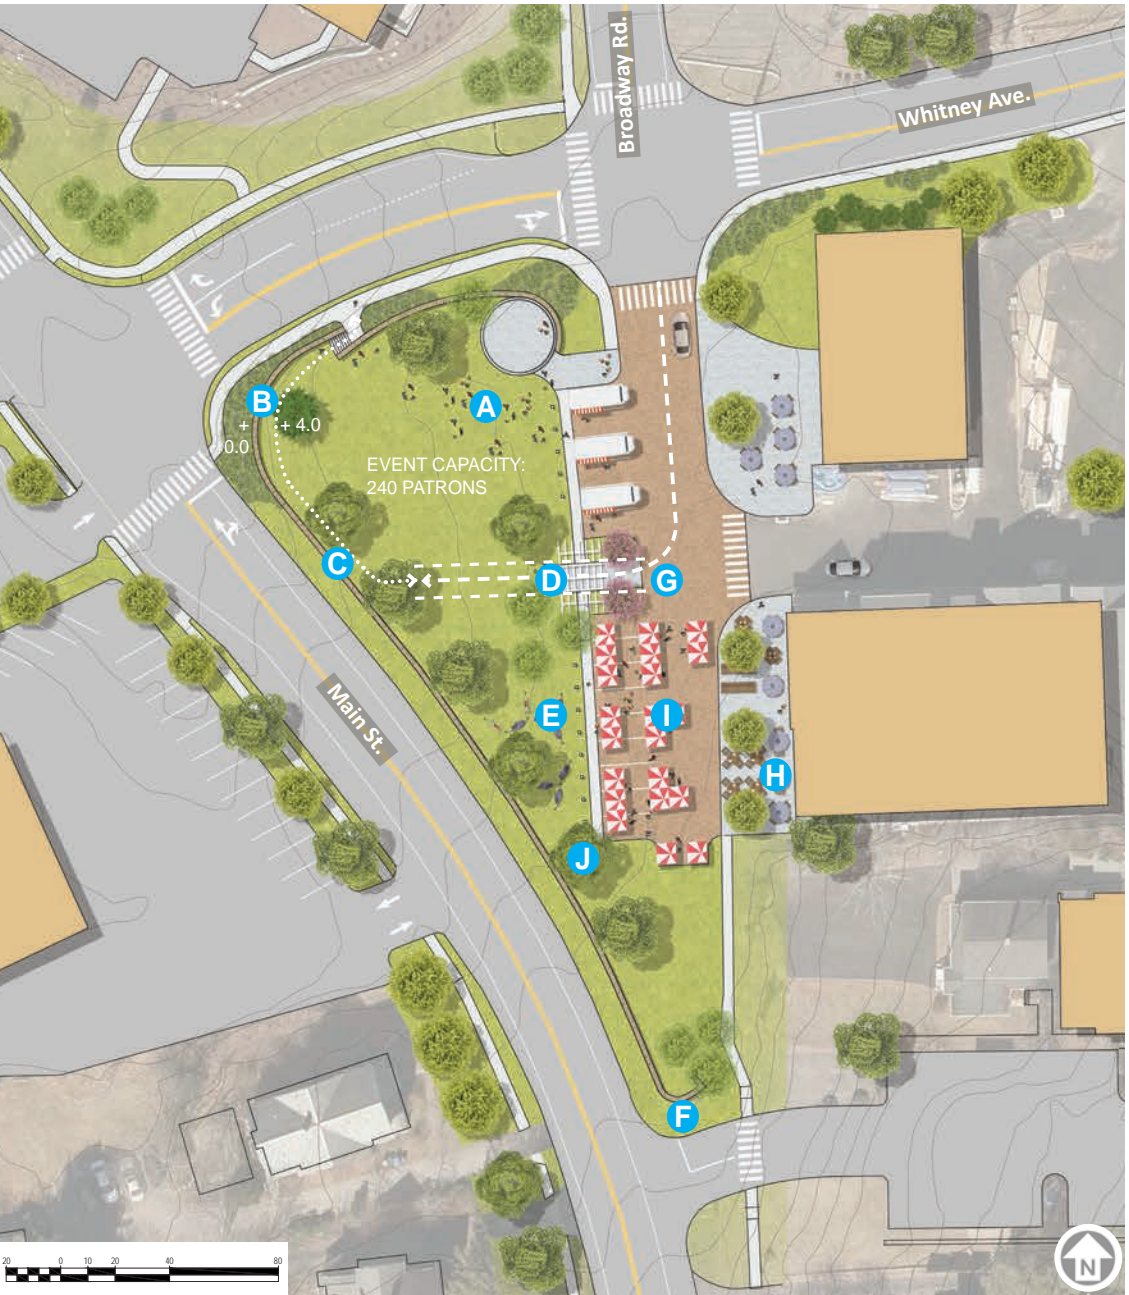 Broadway Rd.
Whitney Ave.
B
A
+
+ 4.0
0.0
EVENT CAPACITY:
240 PATRONS
C
D
G
E
I
Main St.
H
J
F
20 0 10 20 40 80
N